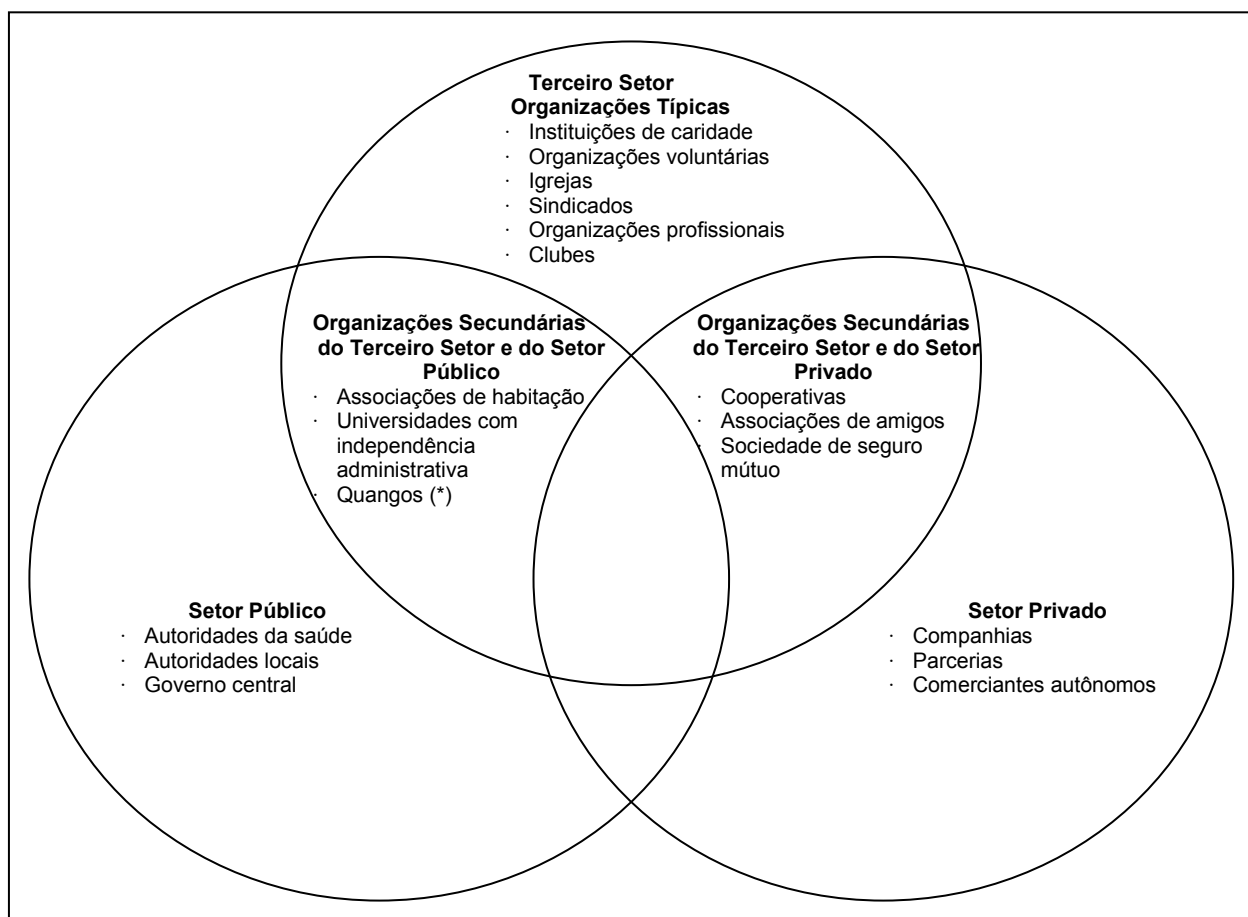 Terceiro Setor
Organizações Típicas
· Instituições de caridade
· Organizações voluntárias
· Igrejas
· Sindicados
· Organizações profissionais
· Clubes
Organizações Secundárias
do Terceiro Setor e do Setor
Público
· Associações de habitação
· Universidades com
independência
administrativa
· Quangos (*)
Organizações Secundárias
do Terceiro Setor e do Setor
Privado
· Cooperativas
· Associações de amigos
· Sociedade de seguro
mútuo
Setor Público
· Autoridades da saúde
· Autoridades locais
· Governo central
Setor Privado
· Companhias
· Parcerias
· Comerciantes autônomos